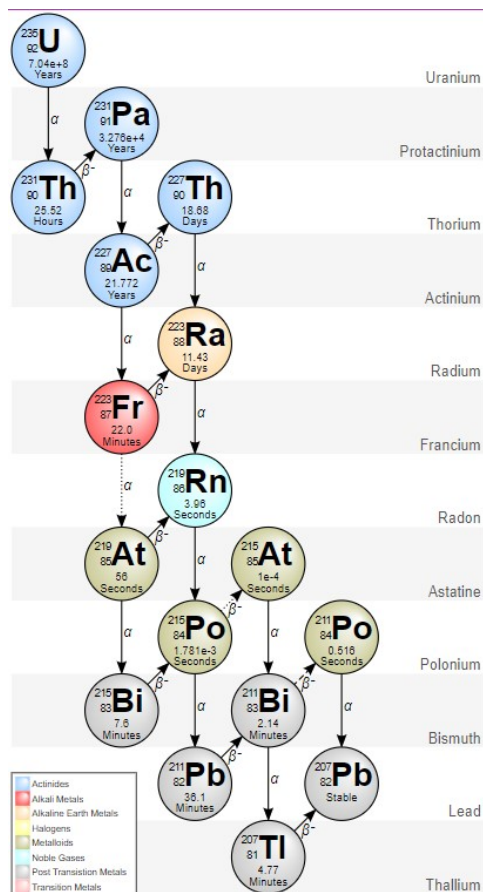 235
92 U
7.04e+8
Years
Uranium
231
91 Pa
3.276e+4
Years
Protactinium
α
β-
231
90 Th
25.52
Hours
227
90 Th
18.68
Days
Thorium
α
β-
227
89 Ac
21.772
Years
Actinium
α
223
88 Ra
11.43
Days
Radium
α
β-
223
87 Fr
22.0
Minutes
Francium
α
α
219
86 Rn
3.96
Seconds
Radon
β-
219
85 At
56
Seconds
α
215
85 At
1e-4
Seconds
Astatine
β-
α
215
84 Po
1.781e-3
Seconds
α
211
84 Po
0.516
Seconds
Polonium
β-
β-
215
83 Bi
7.6
Minutes
α
211
83 Bi
2.14
Minutes
α
Bismuth
β-
211
82 Pb
36.1
Minutes
α
207
82 Pb
Stable
Lead
β-
207
81 Tl
4.77
Minutes
Thallium
Actinides
Alkali Metals
Alkaline Earth Metals
Halogens
Metalloids
Noble Gases
Post Transistion Metals
Transition Metals